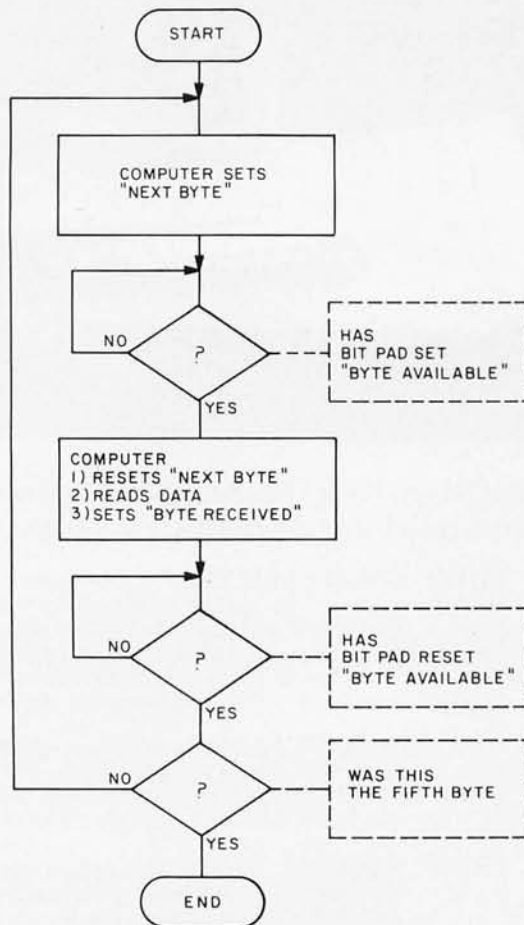 START
COMPUTER SETS
"NEXT BYTE"
NO
?
HAS
BIT PAD SET
"BYTE AVAILABLE"
YES
COMPUTER
1) RESETS "NEXT BYTE"
2) READS DATA
3) SETS "BYTE RECEIVED"
NO
?
HAS
BIT PAD RESET
"BYTE AVAILABLE"
YES
NO
?
WAS THIS
THE FIFTH BYTE
YES
END